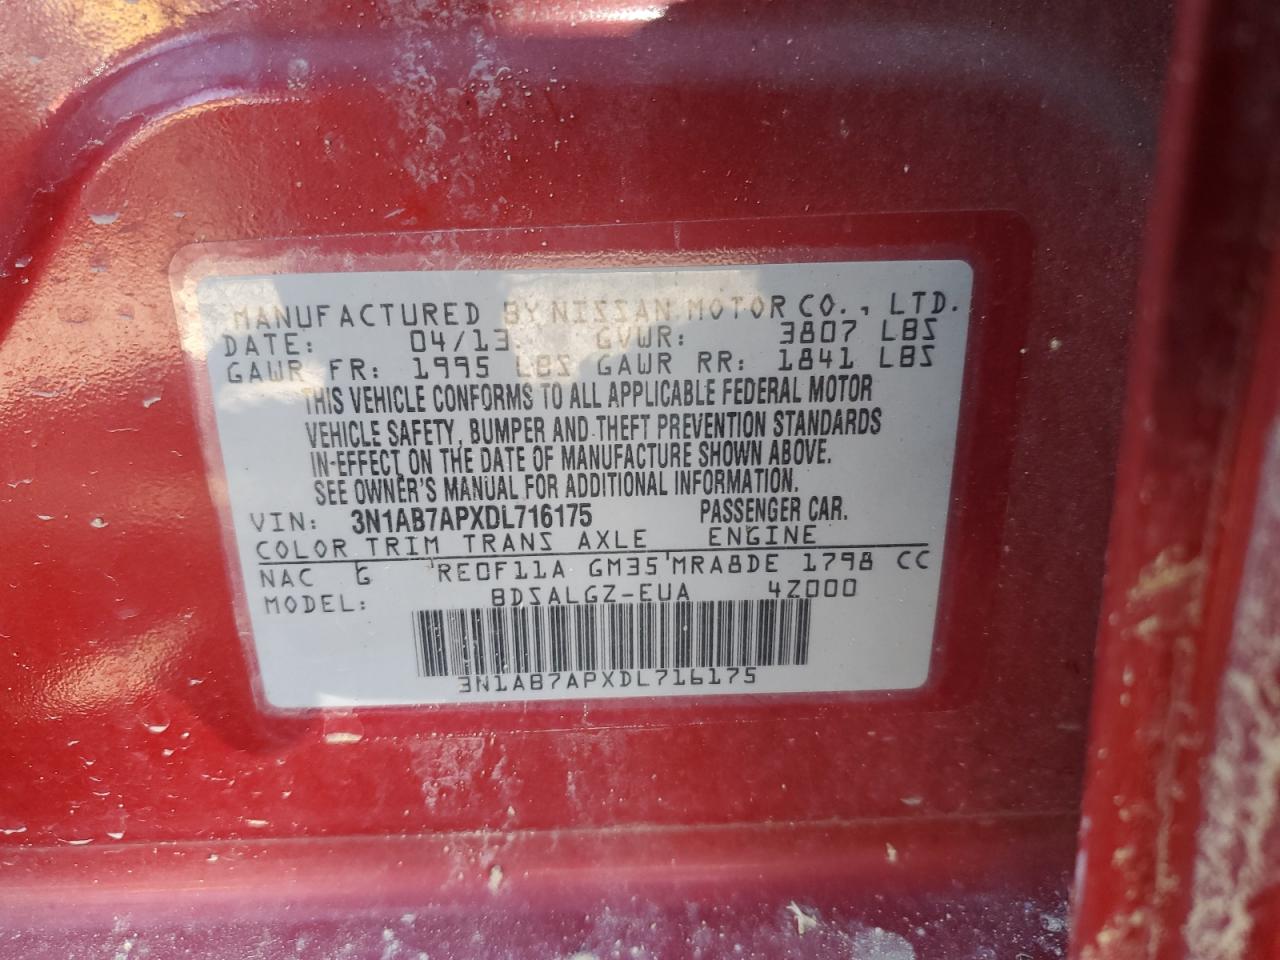 MANUFACTURED BY NISSAN MOTOR CO., LTD.
DATE: 04/13 GVWR: 3807 LBS
GAWR FR: 1995 LBS GAWR RR: 1841 LBS
THIS VEHICLE CONFORMS TO ALL APPLICABLE FEDERAL MOTOR
VEHICLE SAFETY, BUMPER AND THEFT PREVENTION STANDARDS
IN-EFFECT ON THE DATE OF MANUFACTURE SHOWN ABOVE.
SEE OWNER'S MANUAL FOR ADDITIONAL INFORMATION.
VIN: 3N1AB7APXDL716175 PASSENGER CAR.
COLOR TRIM TRANS AXLE ENGINE
NAC G RE0F11A GM35 MRA8DE 1798 CC
MODEL: BDSALGZ-EUA 4Z000
3N1AB7APXDL716175